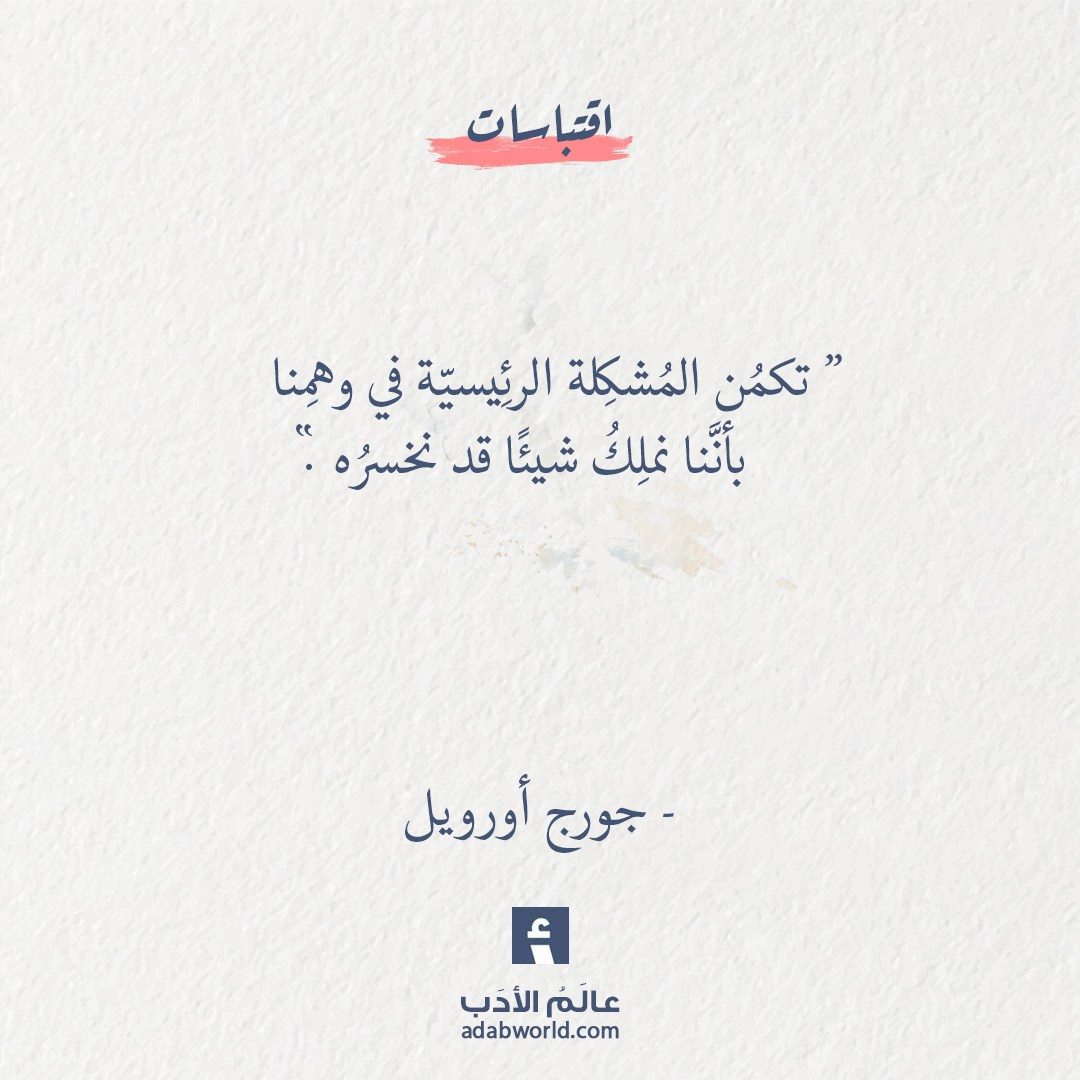 اقتباسات
” تكمُن المُشكِلة الرئِيسيّة في وهمِنا
بأنَّنا نملِكُ شيئًا قد نخسرُه .“
- جورج أورويل
أ
عالَمُ الأدَب
adabworld.com